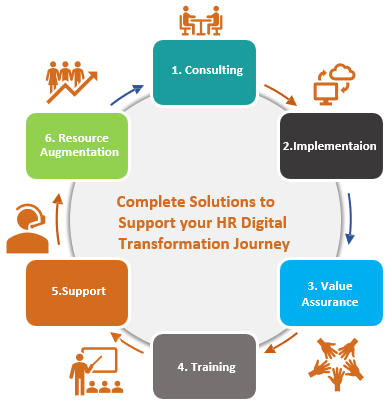 1. Consulting
2.Implementaion
3. Value
Assurance
4. Training
5.Support
6. Resource
Augmentation
Complete Solutions to
Support your HR Digital
Transformation Journey